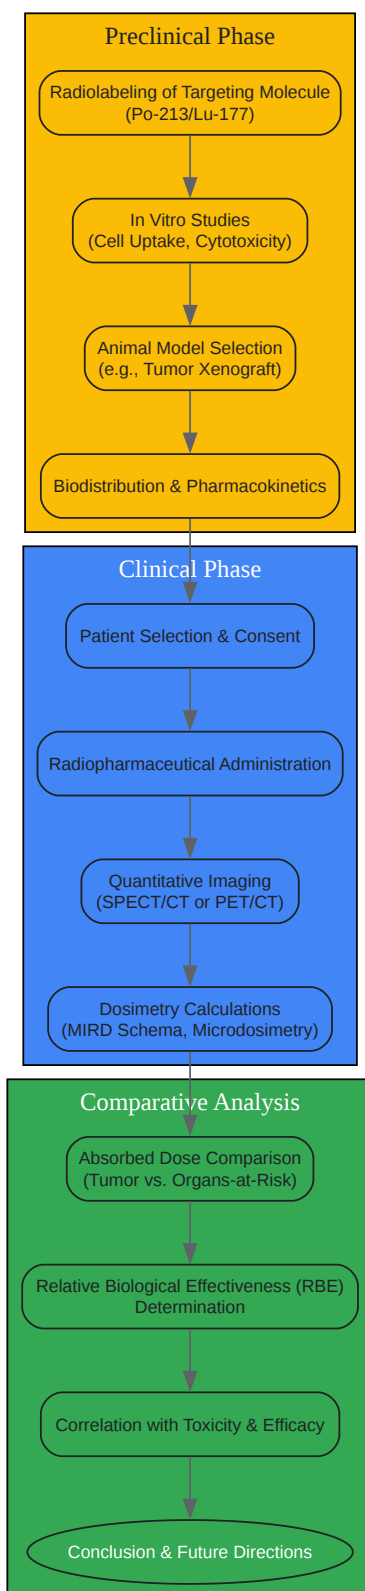 Preclinical Phase
Radiolabeling of Targeting Molecule
(Po-213/Lu-177)
In Vitro Studies
(Cell Uptake, Cytotoxicity)
Animal Model Selection
(e.g., Tumor Xenograft)
Biodistribution & Pharmacokinetics
Clinical Phase
Patient Selection & Consent
Radiopharmaceutical Administration
Quantitative Imaging
(SPECT/CT or PET/CT)
Dosimetry Calculations
(MIRD Schema, Microdosimetry)
Comparative Analysis
Absorbed Dose Comparison
(Tumor vs. Organs-at-Risk)
Relative Biological Effectiveness (RBE)
Determination
Correlation with Toxicity & Efficacy
Conclusion & Future Directions